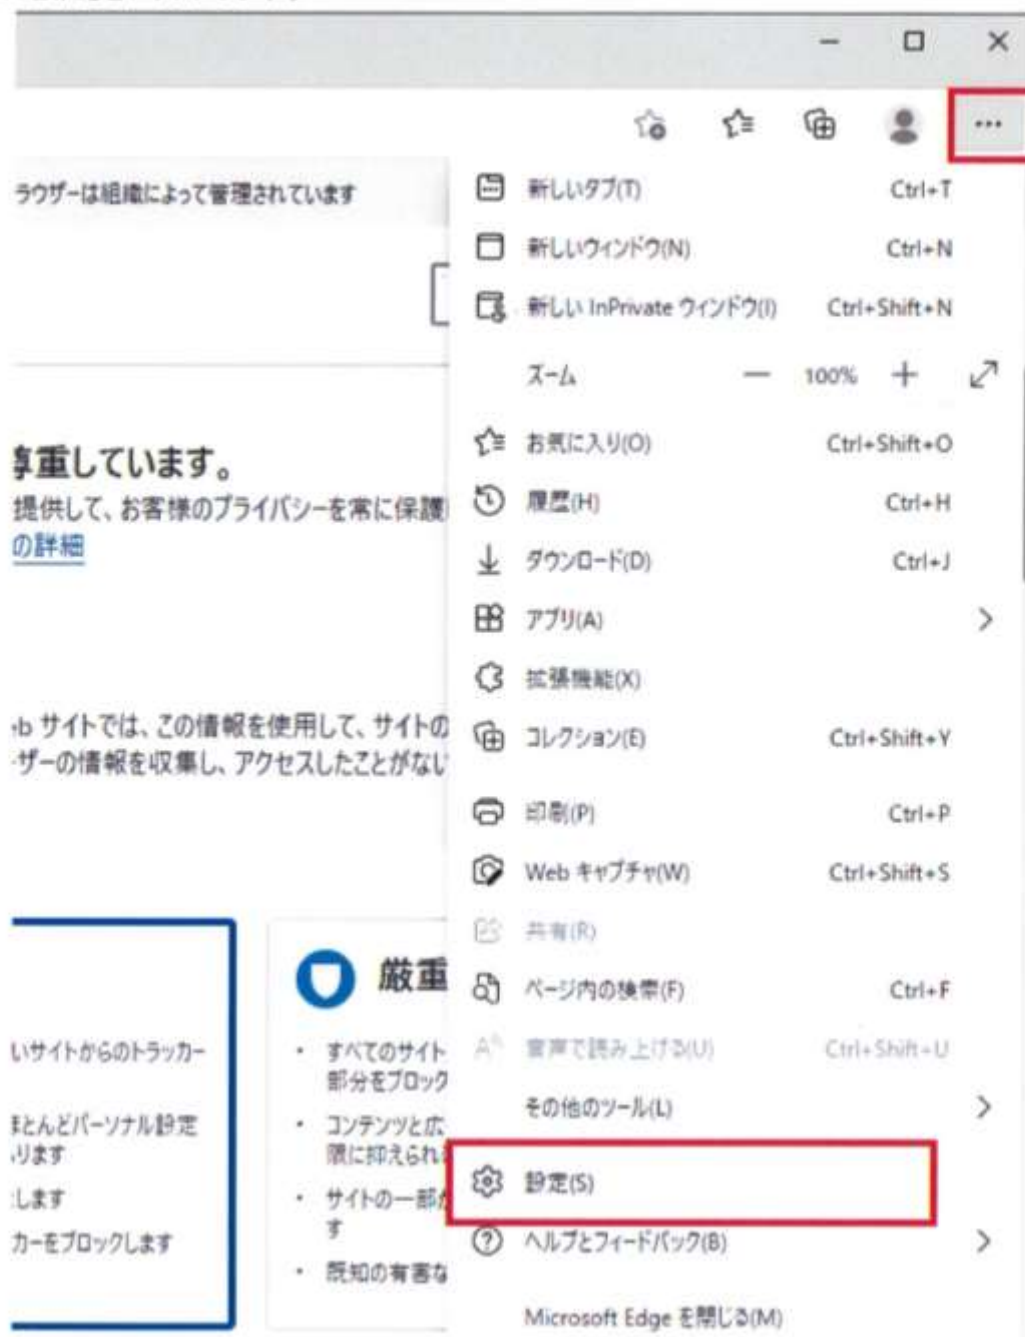 ラウザーは組織によって管理されています
新しいタブ(T) Ctrl+T
新しいウィンドウ(N) Ctrl+N
新しい InPrivate ウィンドウ(I) Ctrl+Shift+N
ズーム 100%
お気に入り(O) Ctrl+Shift+O
履歴(H) Ctrl+H
ダウンロード(D) Ctrl+J
アプリ(A)
拡張機能(X)
コレクション(E) Ctrl+Shift+Y
印刷(P) Ctrl+P
Web キャプチャ(W) Ctrl+Shift+S
共有(R)
ページ内の検索(F) Ctrl+F
音声で読み上げる(U) Ctrl+Shift+U
その他のツール(L)
設定(S)
ヘルプとフィードバック(B)
Microsoft Edge を閉じる(M)
重しています。
提供して、お客様のプライバシーを常に保護
の詳細
b サイトでは、この情報を使用して、サイトの
ザーの情報を収集し、アクセスしたことがない
いサイトからのトラッカー
ほとんどパーソナル設定
ります
します
カーをブロックします
厳重
・ すべてのサイト
部分をブロック
・ コンテンツと広
限に抑えられ
・ サイトの一部が
す
・ 既知の有害な